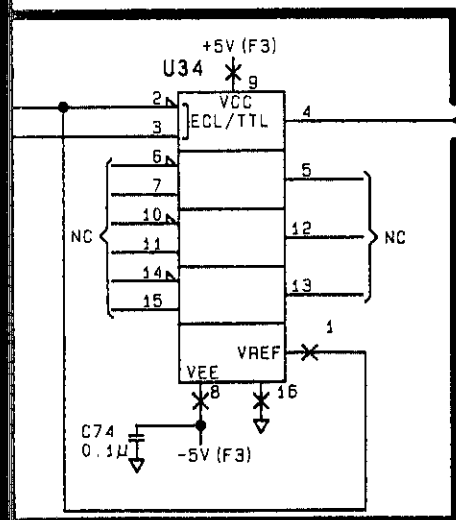 +5V (F3)
U34
9
2
VCC
4
ECL/TTL
3
6
5
7
10
NC
12
NC
11
14
13
15
1
VREF
VEE
8
16
C74
0.1µ
-5V (F3)